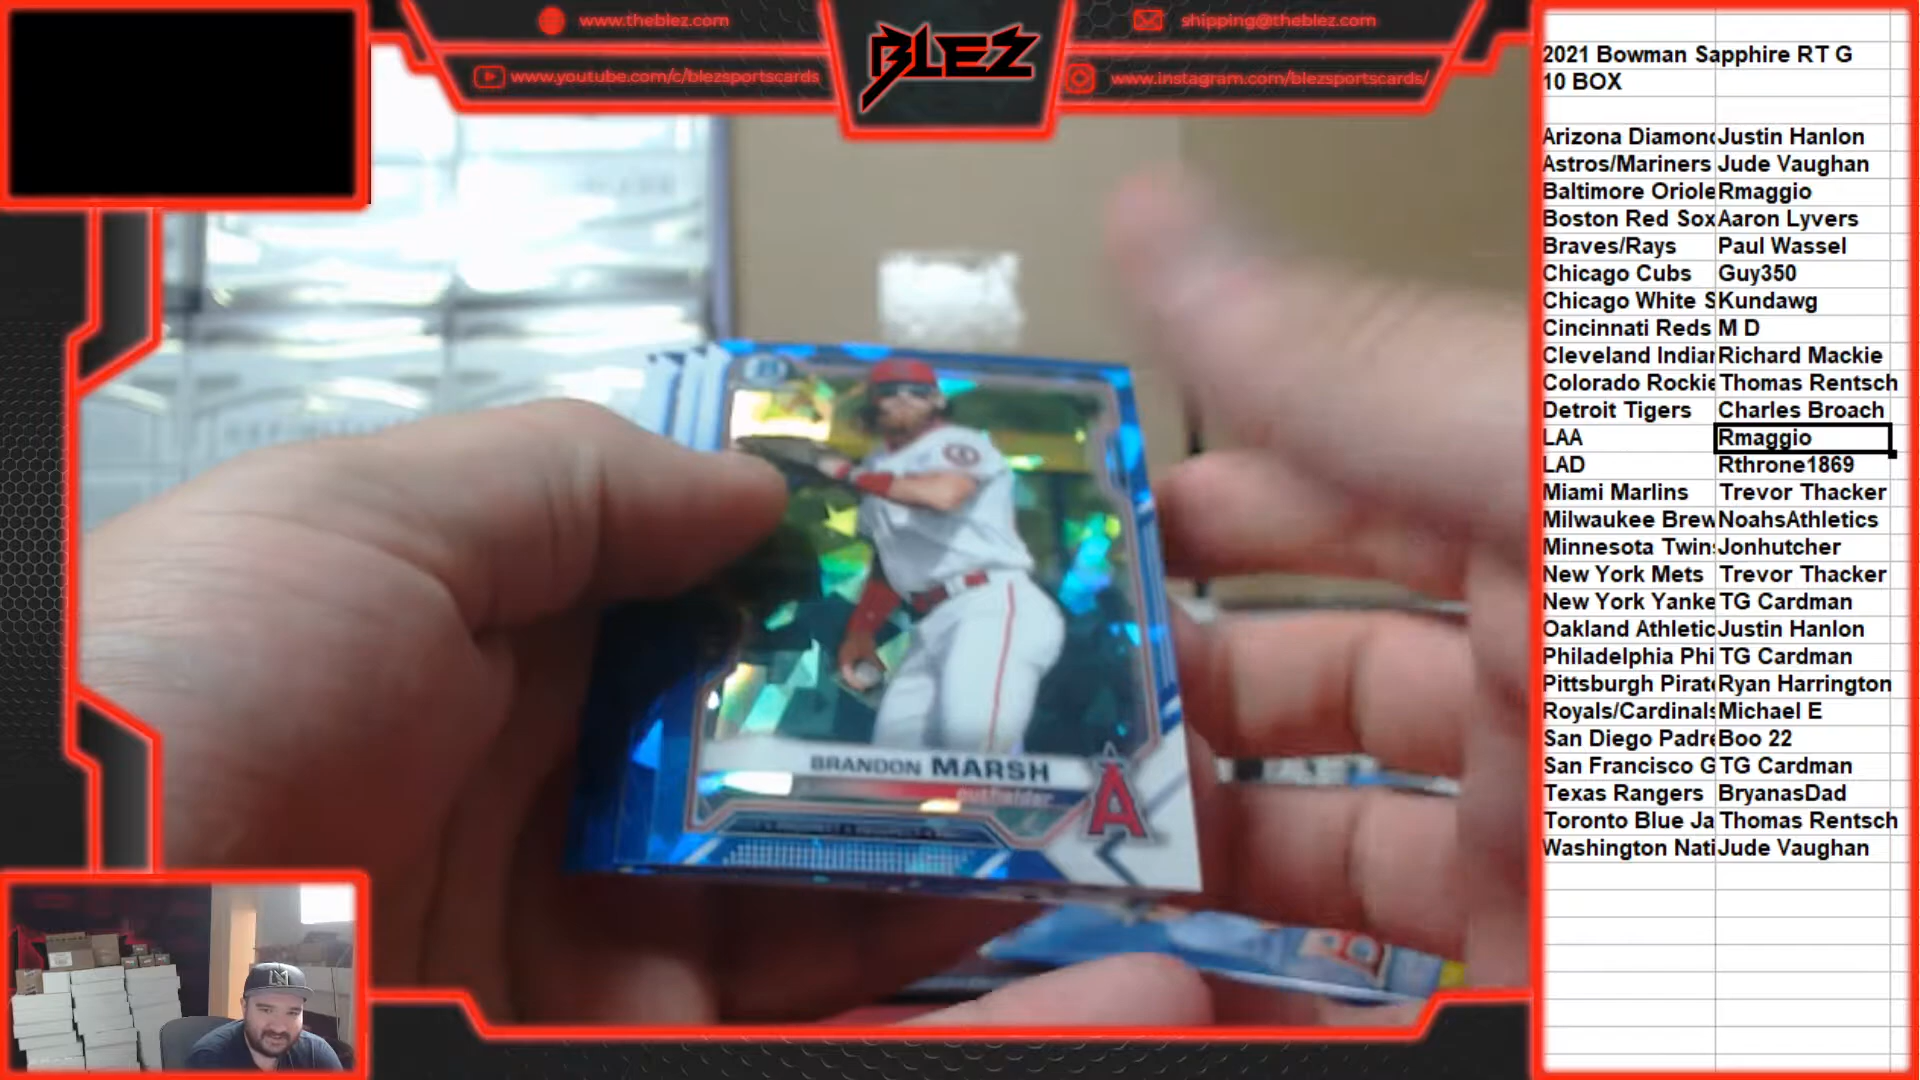 www.theblez.com
shipping@theblez.com
BLEZ
www.youtube.com/c/blezsportscards
www.instagram.com/blezsportscards/
BRANDON MARSH
outfielder
A
B
2021 Bowman Sapphire RT G
10 BOX
Arizona Diamond Justin Hanlon
Astros/Mariners Jude Vaughan
Baltimore Oriole Rmaggio
Boston Red Sox Aaron Lyvers
Braves/Rays Paul Wassel
Chicago Cubs Guy350
Chicago White S Kundawg
Cincinnati Reds M D
Cleveland Indian Richard Mackie
Colorado Rockie Thomas Rentsch
Detroit Tigers Charles Broach
LAA Rmaggio
LAD Rthrone1869
Miami Marlins Trevor Thacker
Milwaukee Brew NoahsAthletics
Minnesota Twins Jonhutcher
New York Mets Trevor Thacker
New York Yanke TG Cardman
Oakland Athletic Justin Hanlon
Philadelphia Phi TG Cardman
Pittsburgh Pirate Ryan Harrington
Royals/Cardinals Michael E
San Diego Padre Boo 22
San Francisco G TG Cardman
Texas Rangers BryanasDad
Toronto Blue Ja Thomas Rentsch
Washington Nati Jude Vaughan